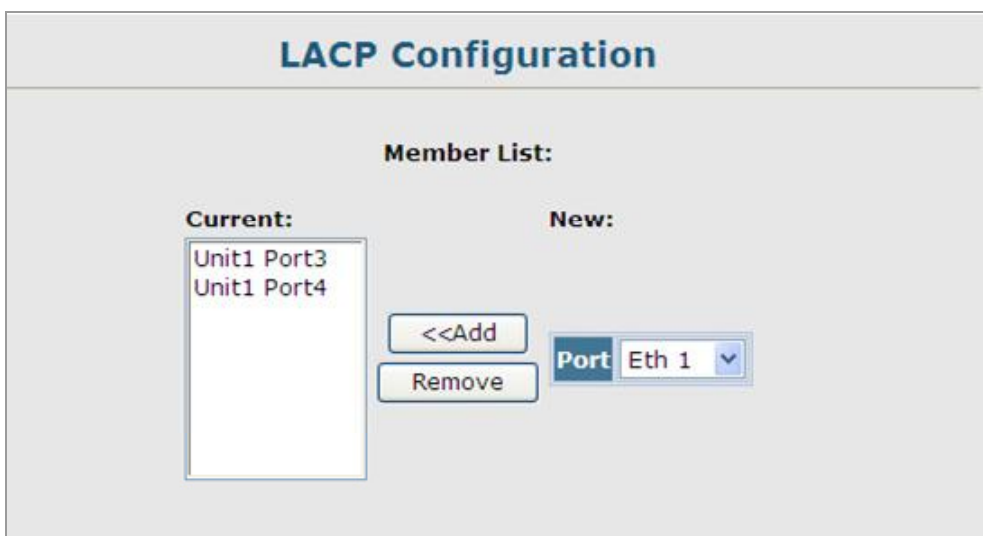 LACP Configuration
Member List:
Current:
New:
Unit1 Port3
Unit1 Port4
<<Add
Remove
Port Eth 1